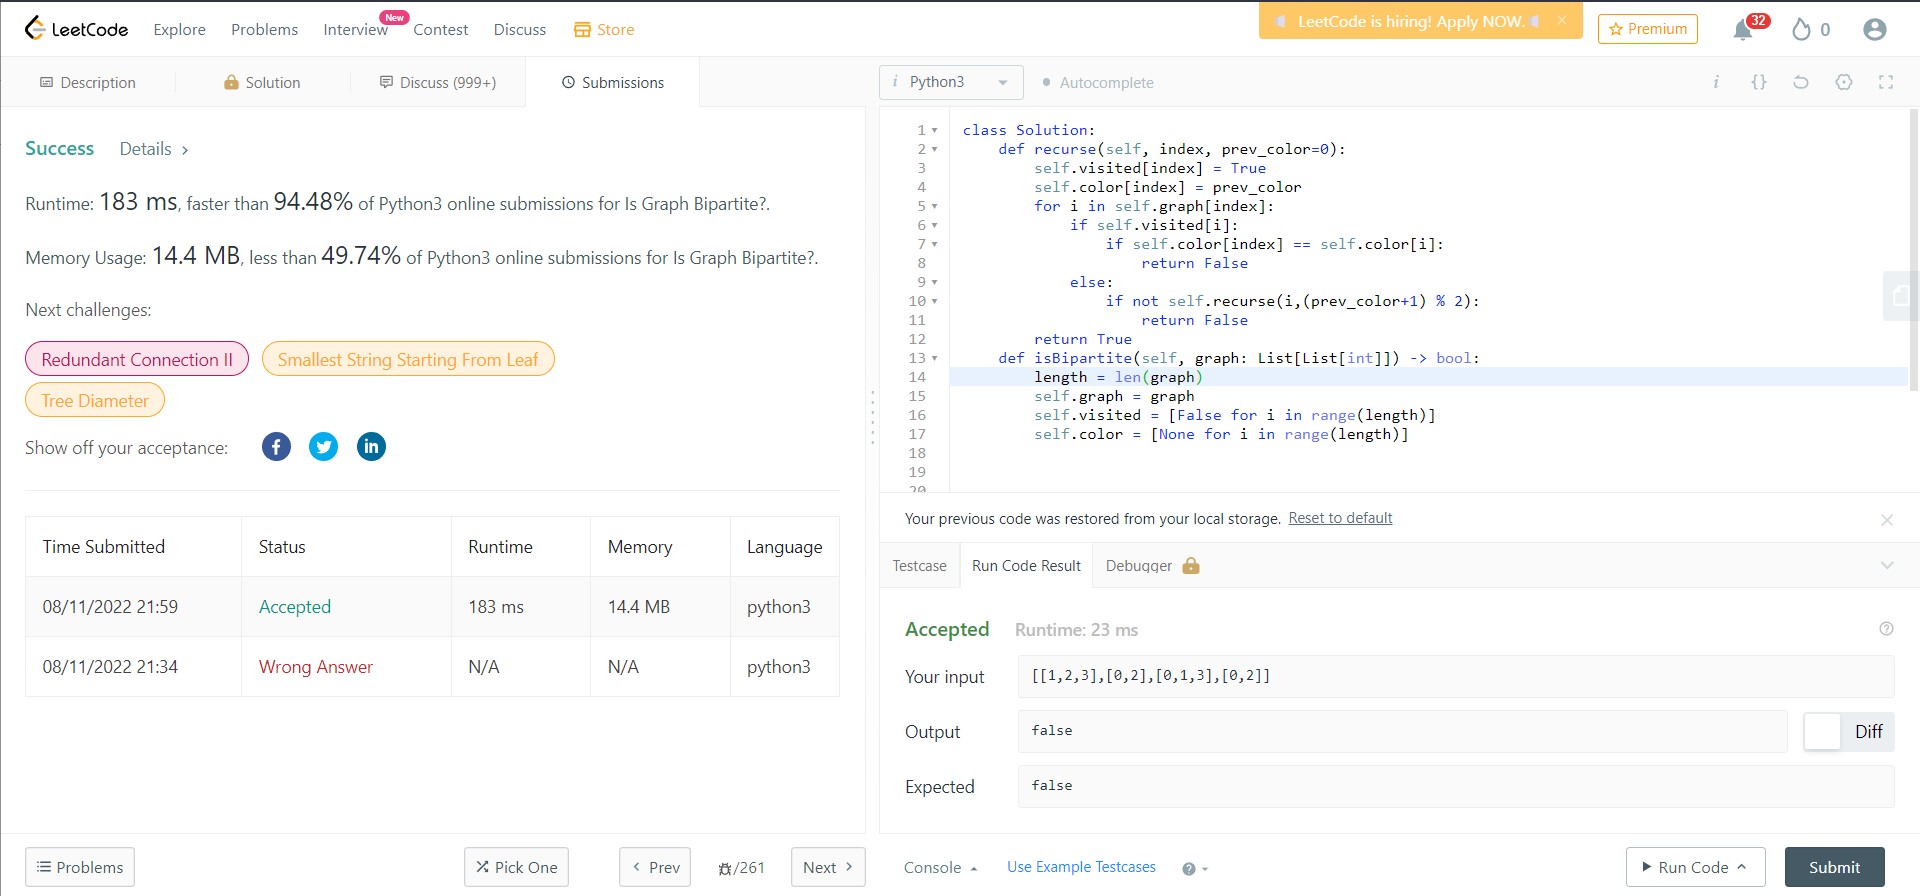 LeetCode Explore Problems Interview New Contest Discuss Store LeetCode is hiring! Apply NOW. × Premium 32 0
Description Solution Discuss (999+) Submissions
i Python3 Autocomplete i {}
Success Details >
Runtime: 183 ms, faster than 94.48% of Python3 online submissions for Is Graph Bipartite?.
Memory Usage: 14.4 MB, less than 49.74% of Python3 online submissions for Is Graph Bipartite?.
Next challenges:
Redundant Connection II Smallest String Starting From Leaf
Tree Diameter
Show off your acceptance: f in
Time Submitted Status Runtime Memory Language
08/11/2022 21:59 Accepted 183 ms 14.4 MB python3
08/11/2022 21:34 Wrong Answer N/A N/A python3
1 class Solution:
2 def recurse(self, index, prev_color=0):
3 self.visited[index] = True
4 self.color[index] = prev_color
5 for i in self.graph[index]:
6 if self.visited[i]:
7 if self.color[index] == self.color[i]:
8 return False
9 else:
10 if not self.recurse(i,(prev_color+1) % 2):
11 return False
12 return True
13 def isBipartite(self, graph: List[List[int]]) -> bool:
14 length = len(graph)
15 self.graph = graph
16 self.visited = [False for i in range(length)]
17 self.color = [None for i in range(length)]
18
19
20
Your previous code was restored from your local storage. Reset to default
Testcase Run Code Result Debugger
Accepted Runtime: 23 ms
Your input [[1,2,3],[0,2],[0,1,3],[0,2]]
Output false Diff
Expected false
Problems Pick One < Prev /261 Next > Console Use Example Testcases Run Code Submit